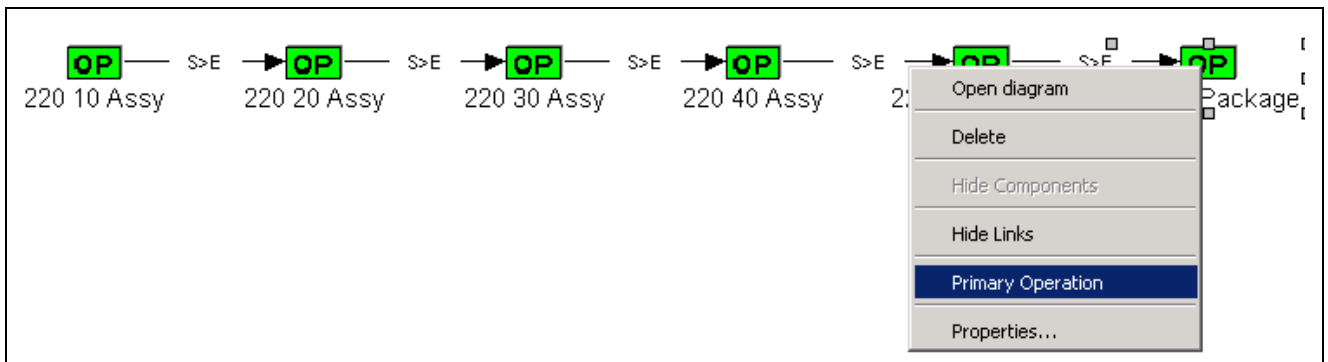 OP S>E OP S>E OP S>E OP S>E OP S>E OP
220 10 Assy 220 20 Assy 220 30 Assy 220 40 Assy Package
Open diagram
Delete
Hide Components
Hide Links
Primary Operation
Properties...